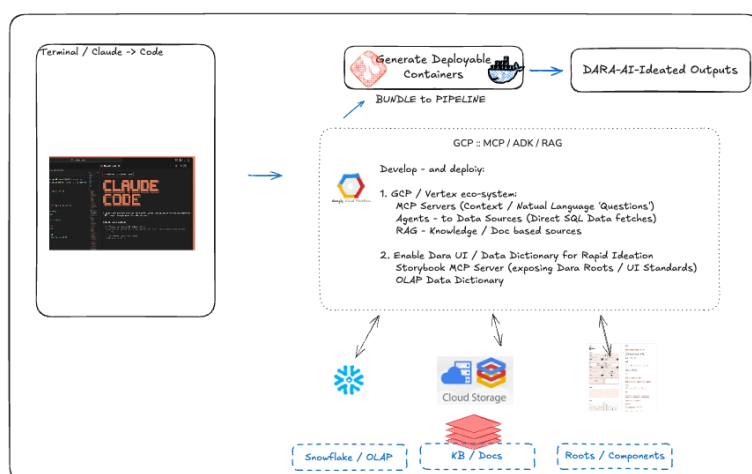 Terminal / Claude -> Code
CLAUDE
CODE
Generate Deployable
Containers
BUNDLE to PIPELINE
DARA-AI-Ideated Outputs
GCP :: MCP / ADK / RAG
Google Cloud Platform
Develop - and deploiy:
1. GCP / Vertex eco-system:
MCP Servers (Context / Natual Language 'Questions')
Agents - to Data Sources (Direct SQL Data fetches)
RAG - Knowledge / Doc based sources
2. Enable Dara UI / Data Dictionary for Rapid Ideation
Storybook MCP Server (exposing Dara Roots / UI Standards)
OLAP Data Dictionary
Cloud Storage
Snowflake / OLAP
KB / Docs
Roots / Components